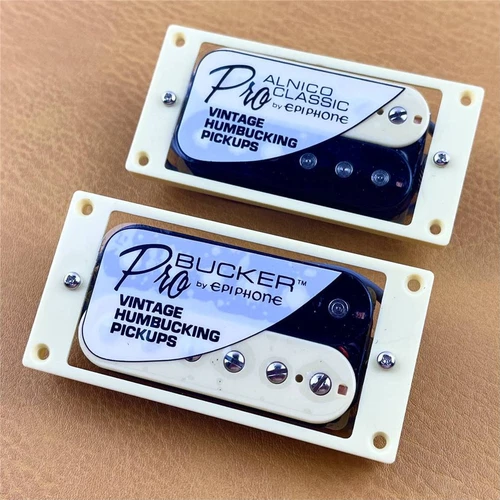 Pro ALNICO
CLASSIC
by EPIPHONE
VINTAGE
HUMBUCKING
PICKUPS
Pro BUCKER™
by EPIPHONE
VINTAGE
HUMBUCKING
PICKUPS